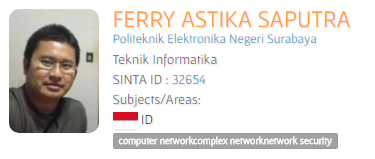 FERRY ASTIKA SAPUTRA
Politeknik Elektronika Negeri Surabaya
Teknik Informatika
SINTA ID : 32654
Subjects/Areas:
ID
computer networkcomplex networknetwork security